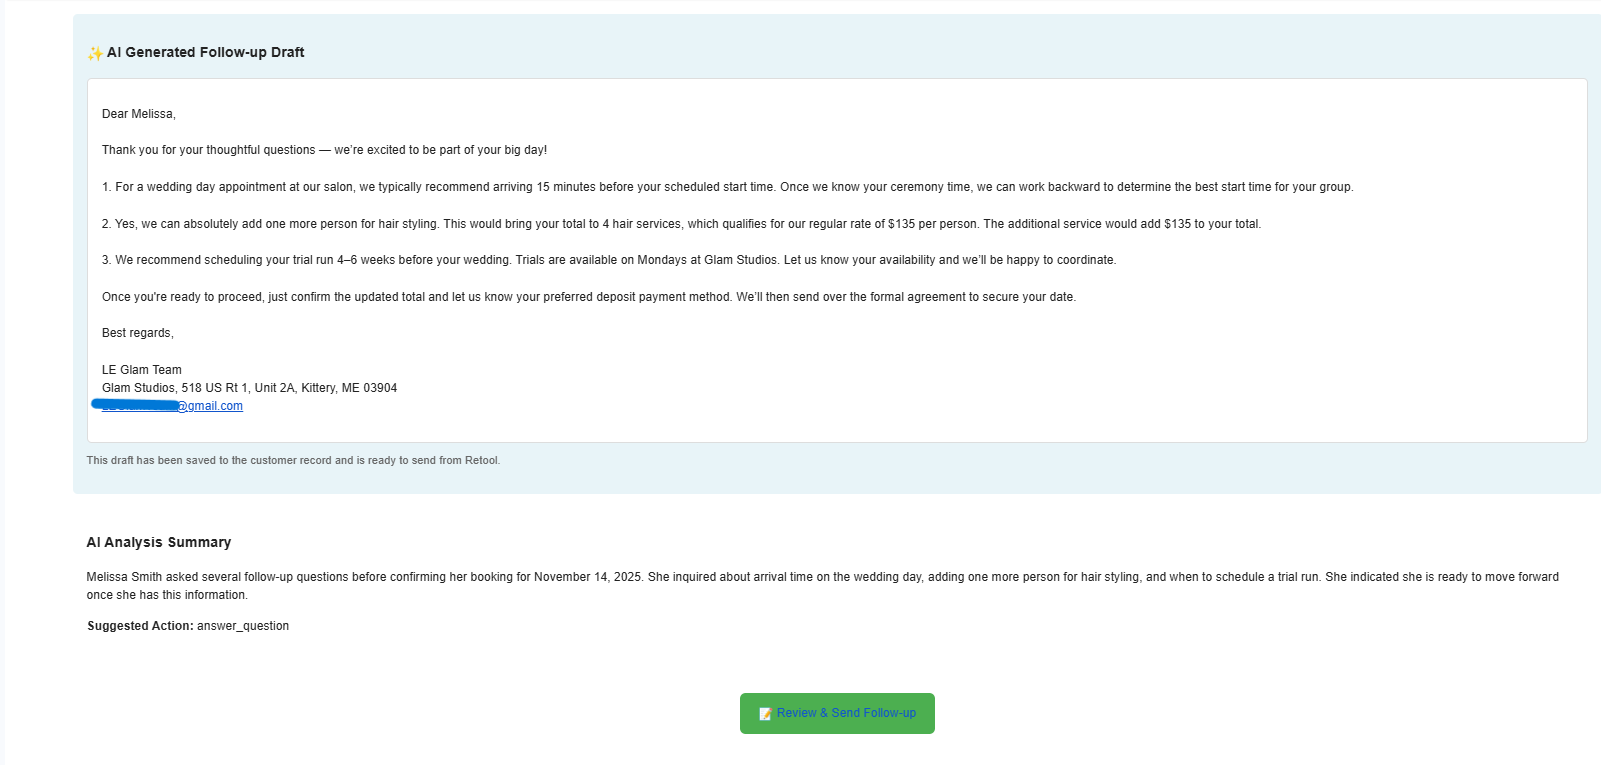 ✨ AI Generated Follow-up Draft
Dear Melissa,
Thank you for your thoughtful questions — we’re excited to be part of your big day!
1. For a wedding day appointment at our salon, we typically recommend arriving 15 minutes before your scheduled start time. Once we know your ceremony time, we can work backward to determine the best start time for your group.
2. Yes, we can absolutely add one more person for hair styling. This would bring your total to 4 hair services, which qualifies for our regular rate of $135 per person. The additional service would add $135 to your total.
3. We recommend scheduling your trial run 4–6 weeks before your wedding. Trials are available on Mondays at Glam Studios. Let us know your availability and we’ll be happy to coordinate.
Once you're ready to proceed, just confirm the updated total and let us know your preferred deposit payment method. We’ll then send over the formal agreement to secure your date.
Best regards,
LE Glam Team
Glam Studios, 518 US Rt 1, Unit 2A, Kittery, ME 03904
@gmail.com
This draft has been saved to the customer record and is ready to send from Retool.
AI Analysis Summary
Melissa Smith asked several follow-up questions before confirming her booking for November 14, 2025. She inquired about arrival time on the wedding day, adding one more person for hair styling, and when to schedule a trial run. She indicated she is ready to move forward
once she has this information.
Suggested Action: answer_question
📝 Review & Send Follow-up